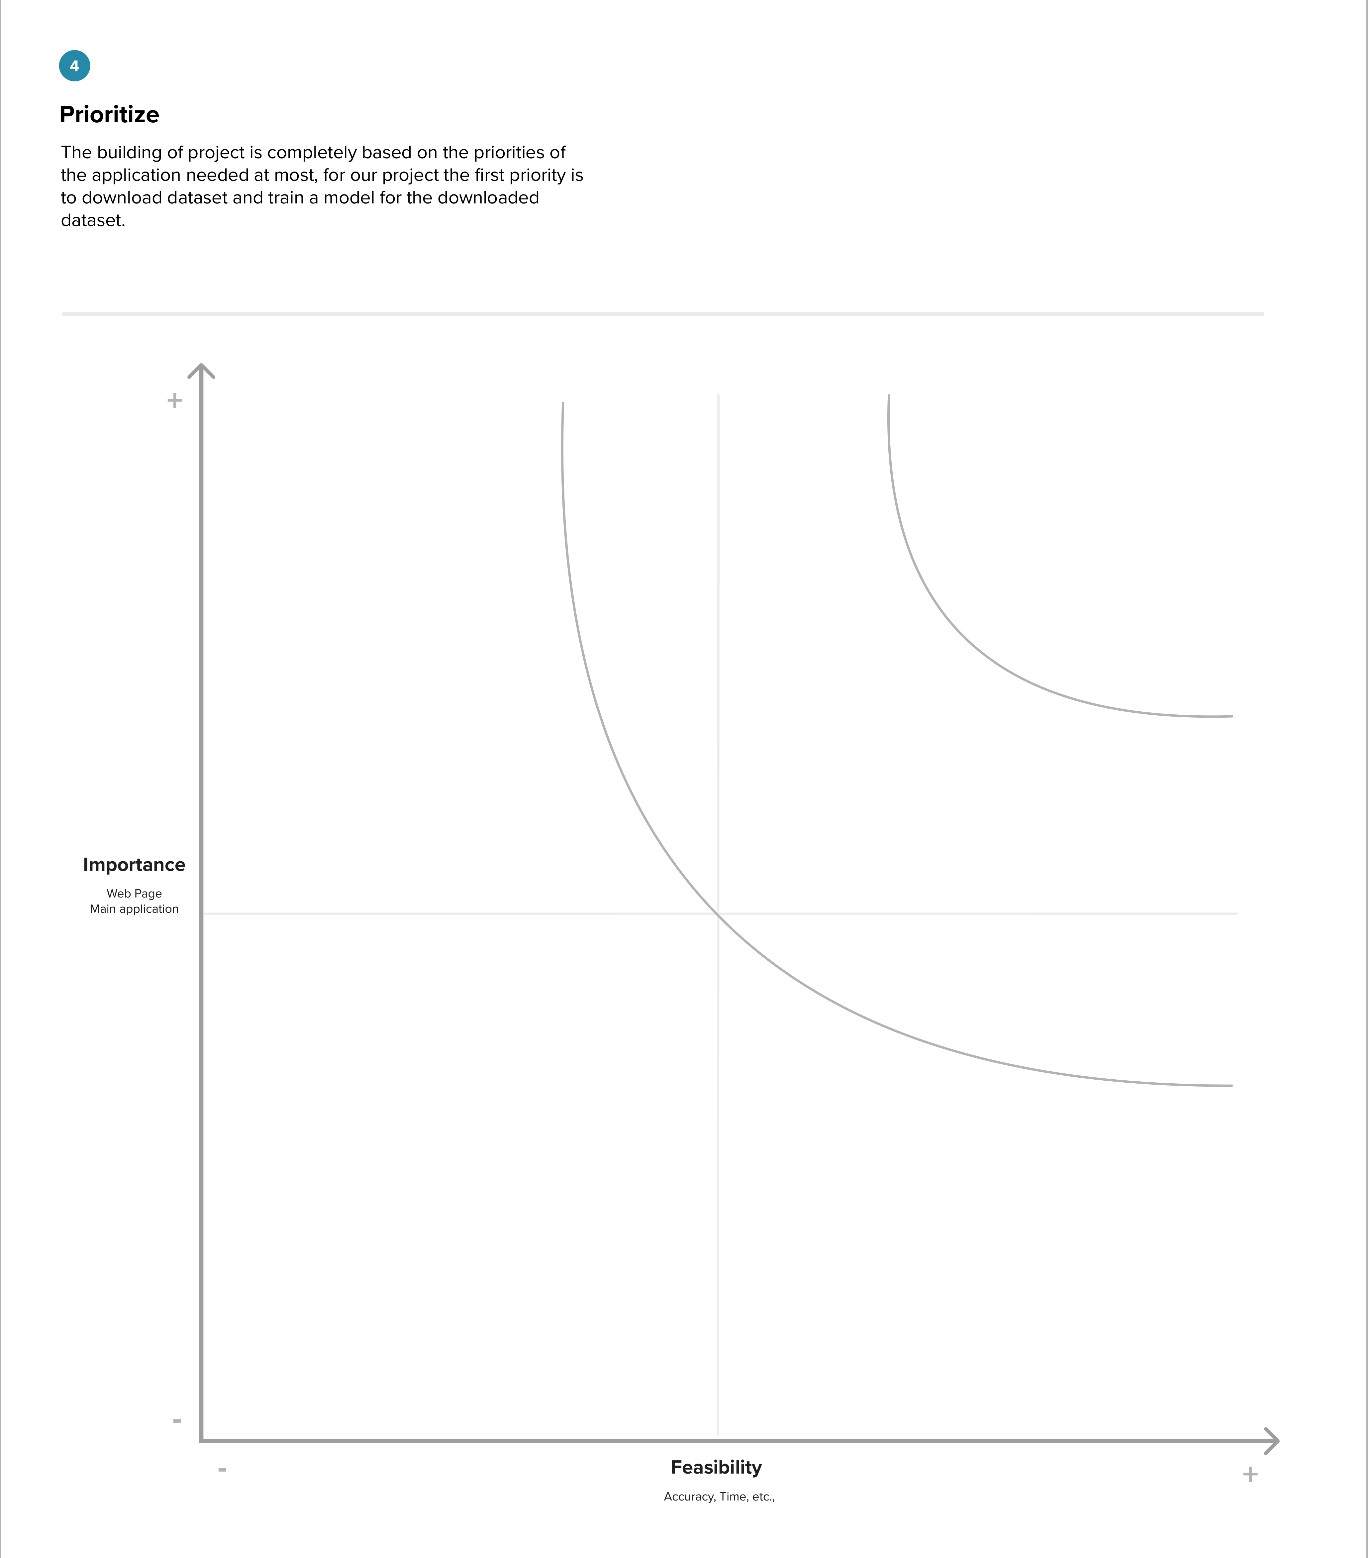 4
Prioritize
The building of project is completely based on the priorities of
the application needed at most, for our project the first priority is
to download dataset and train a model for the downloaded
dataset.
+
Importance
Web Page
Main application
-
-
Feasibility
+
Accuracy, Time, etc.,